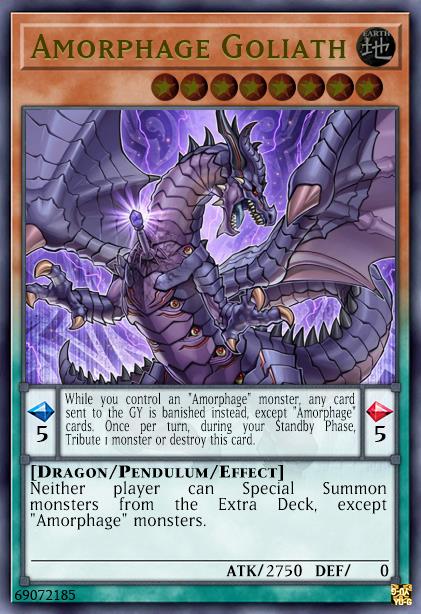 AMORPHAGE GOLIATH
EARTH
地
While you control an "Amorphage" monster, any card
sent to the GY is banished instead, except "Amorphage"
cards. Once per turn, during your Standby Phase,
Tribute 1 monster or destroy this card.
5
5
[DRAGON/PENDULUM/EFFECT]
Neither player can Special Summon
monsters from the Extra Deck, except
"Amorphage" monsters.
ATK/2750 DEF/ 0
69072185